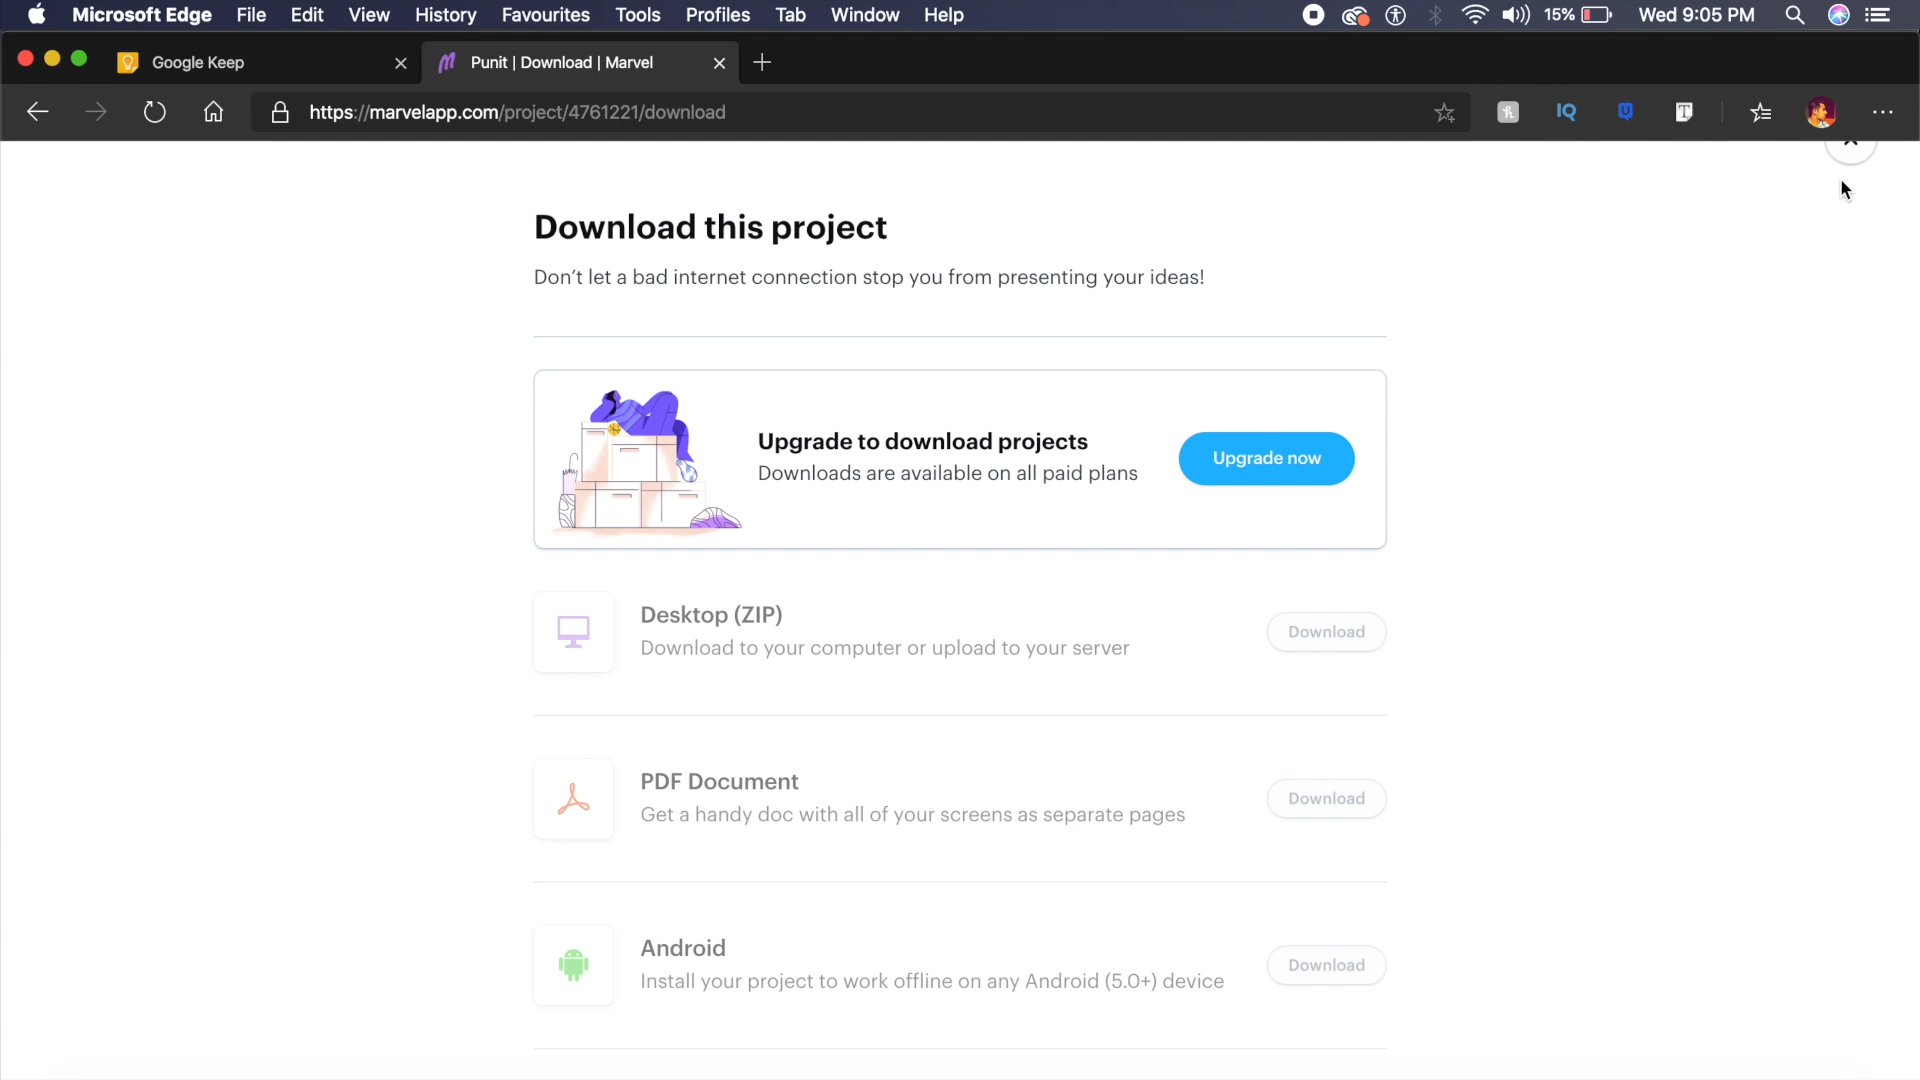 Microsoft Edge File Edit View History Favourites Tools Profiles Tab Window Help 15% Wed 9:05 PM
Google Keep Punit | Download | Marvel
https://marvelapp.com/project/4761221/download IQ
Download this project
Don't let a bad internet connection stop you from presenting your ideas!
Upgrade to download projects
Downloads are available on all paid plans
Upgrade now
Desktop (ZIP)
Download to your computer or upload to your server
Download
PDF Document
Get a handy doc with all of your screens as separate pages
Download
Android
Install your project to work offline on any Android (5.0+) device
Download